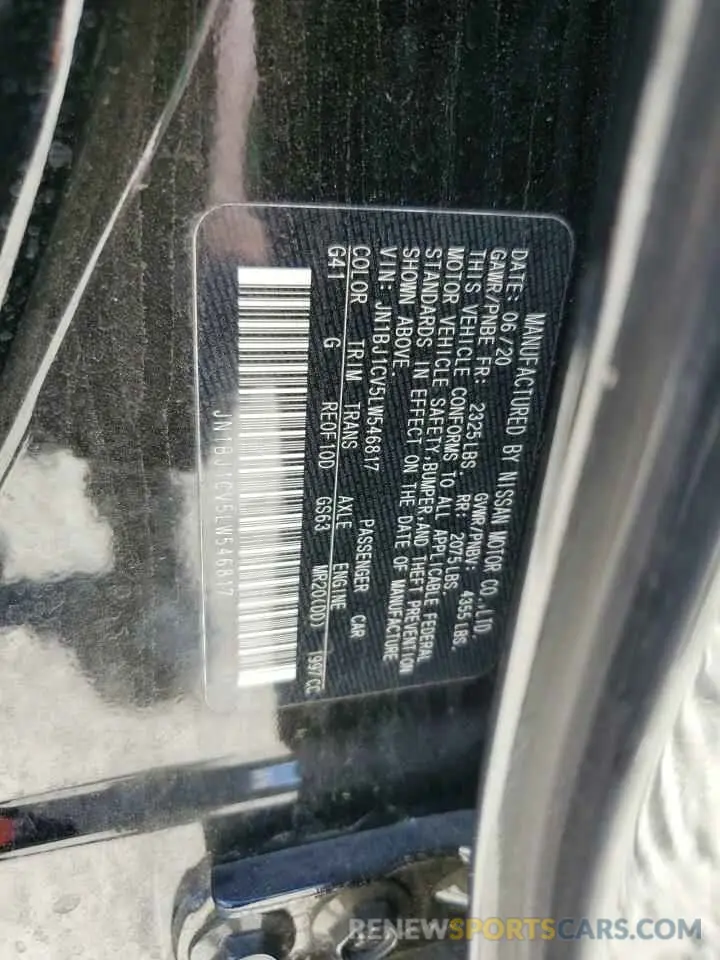 MANUFACTURED BY NISSAN MOTOR CO.,LTD.
DATE: 06/20 GVWR/PNBV: 4355LBS,
GAWR/PNBE FR: 2325LBS RR: 2075LBS,
THIS VEHICLE CONFORMS TO ALL APPLICABLE FEDERAL
MOTOR VEHICLE SAFETY,BUMPER,AND THEFT PREVENTION
STANDARDS IN EFFECT ON THE DATE OF MANUFACTURE
SHOWN ABOVE.
VIN: JN1BJ1CV5LW546817 PASSENGER CAR
COLOR TRIM TRANS AXLE ENGINE
G41 G RE0F10D GS63 MR20(DD) 1997CC
JN1BJ1CV5LW546817
RENEWSPORTSCARS.COM